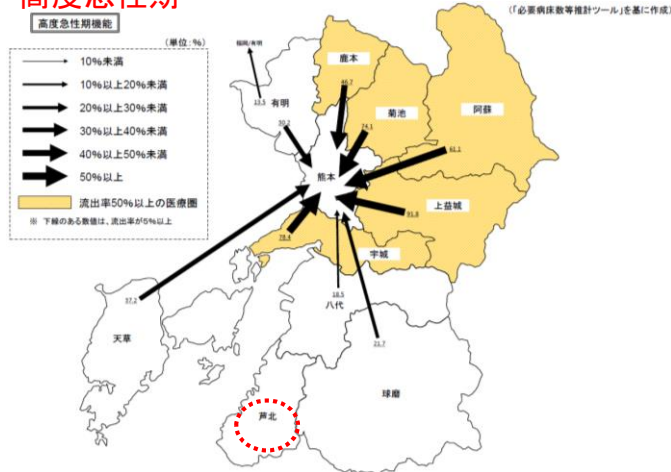 高度急性期
高度急性期機能
(「必要病床数等推計ツール」を基に作成)
(単位:%)
10%未満
10%以上20%未満
20%以上30%未満
30%以上40%未満
40%以上50%未満
50%以上
流出率50%以上の医療圏
※ 下線のある数値は、流出率が5%以上
福岡/有明
13.5
有明
30.2
鹿本
46.7
菊池
74.1
阿蘇
61.1
熊本
上益城
91.8
宇城
78.4
18.5
八代
37.2
天草
21.7
球磨
芦北